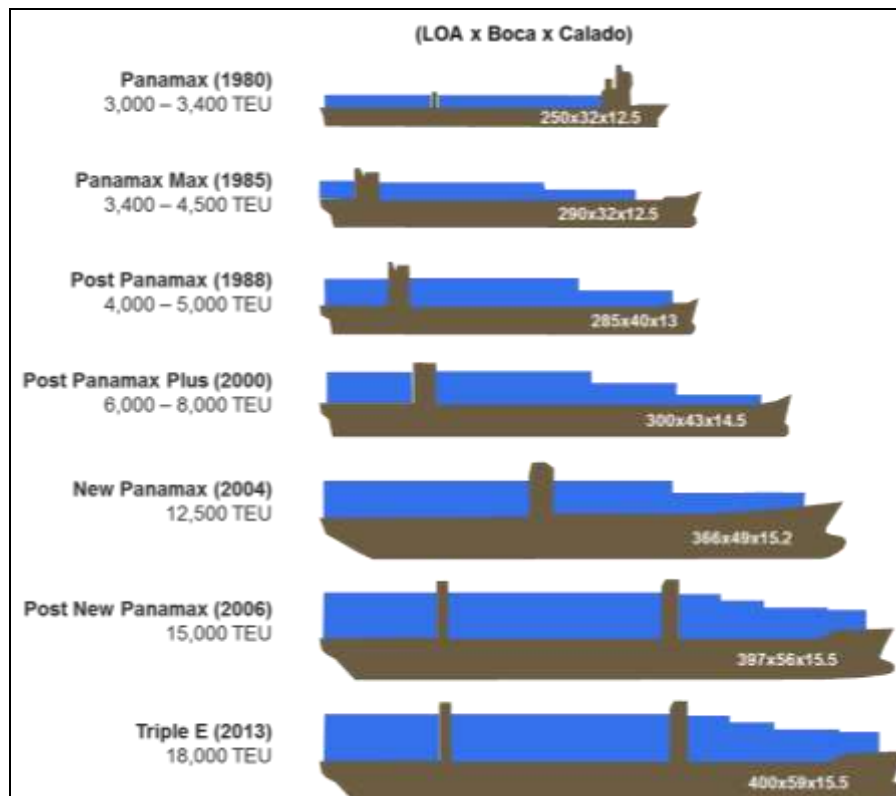 (LOA x Boca x Calado)
Panamax (1980)
3,000 – 3,400 TEU
250x32x12.5
Panamax Max (1985)
3,400 – 4,500 TEU
290x32x12.5
Post Panamax (1988)
4,000 – 5,000 TEU
285x40x13
Post Panamax Plus (2000)
6,000 – 8,000 TEU
300x43x14.5
New Panamax (2004)
12,500 TEU
366x49x15.2
Post New Panamax (2006)
15,000 TEU
397x56x15.5
Triple E (2013)
18,000 TEU
400x59x15.5